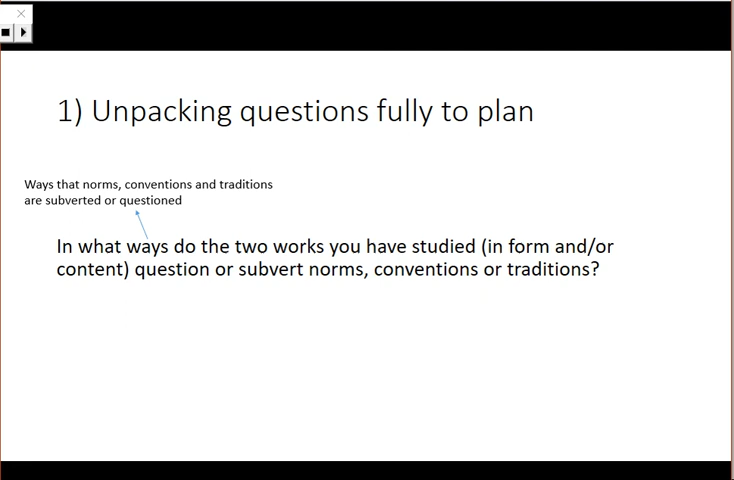 1) Unpacking questions fully to plan
Ways that norms, conventions and traditions
are subverted or questioned
In what ways do the two works you have studied (in form and/or
content) question or subvert norms, conventions or traditions?